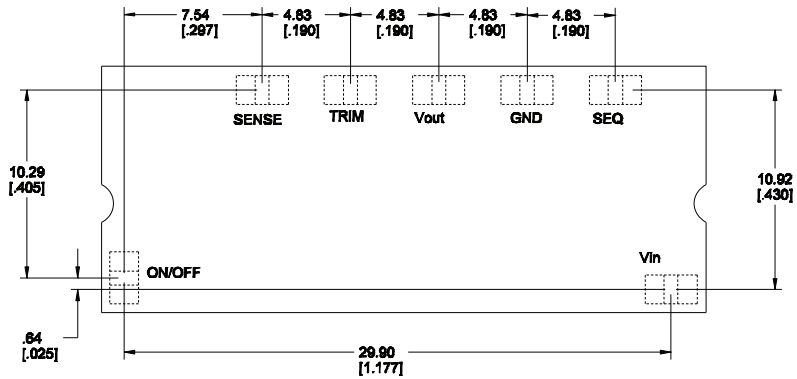 7.54 4.83 4.83 4.83 4.83
[.297] [.190] [.190] [.190] [.190]
SENSE TRIM Vout GND SEQ
10.29
[.405]
10.92
[.430]
ON/OFF
Vin
.64
[.025]
29.90
[1.177]